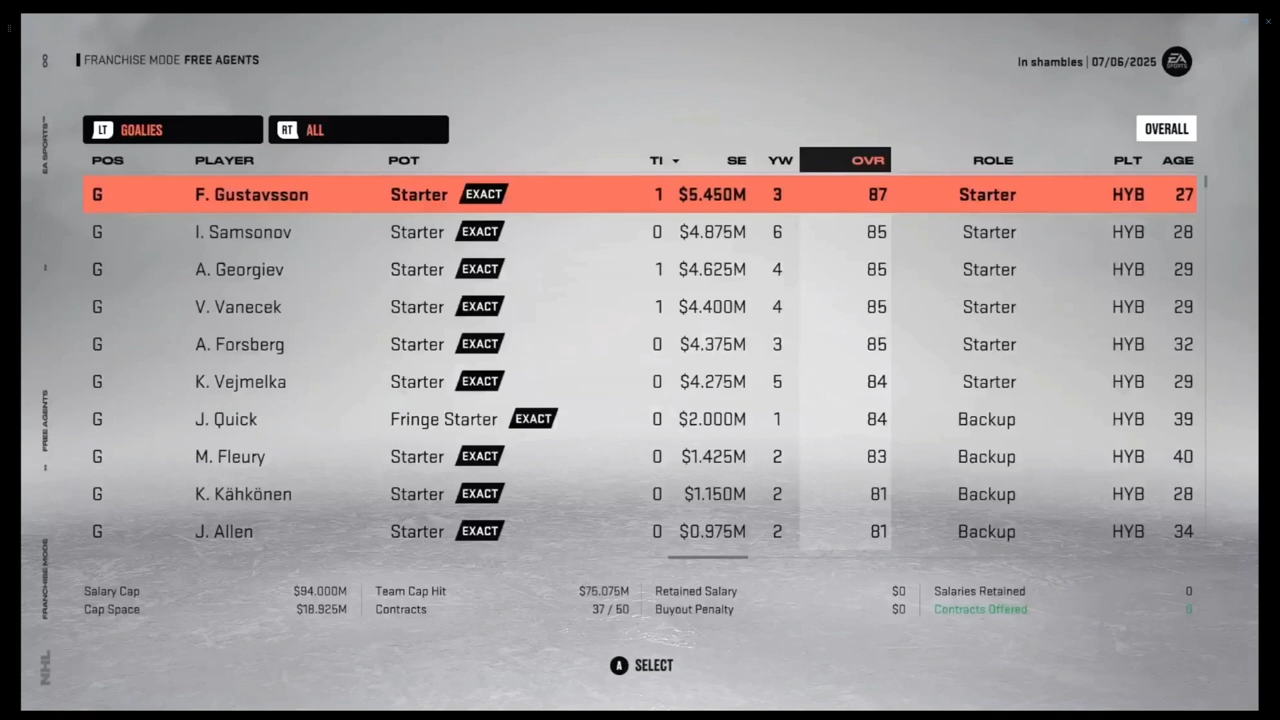 FRANCHISE MODE FREE AGENTS
In shambles | 07/06/2025 EA SPORTS
LT GOALIES RT ALL OVERALL
POS PLAYER POT TI SE YW OVR ROLE PLT AGE
G F. Gustavsson Starter EXACT 1 $5.450M 3 87 Starter HYB 27
G I. Samsonov Starter EXACT 0 $4.875M 6 85 Starter HYB 28
G A. Georgiev Starter EXACT 1 $4.625M 4 85 Starter HYB 29
G V. Vanecek Starter EXACT 1 $4.400M 4 85 Starter HYB 29
G A. Forsberg Starter EXACT 0 $4.375M 3 85 Starter HYB 32
G K. Vejmelka Starter EXACT 0 $4.275M 5 84 Starter HYB 29
G J. Quick Fringe Starter EXACT 0 $2.000M 1 84 Backup HYB 39
G M. Fleury Starter EXACT 0 $1.425M 2 83 Backup HYB 40
G K. Kähkönen Starter EXACT 0 $1.150M 2 81 Backup HYB 28
G J. Allen Starter EXACT 0 $0.975M 2 81 Backup HYB 34
Salary Cap $94.000M Team Cap Hit $75.075M Retained Salary $0 Salaries Retained 0
Cap Space $18.925M Contracts 37 / 50 Buyout Penalty $0 Contracts Offered
A SELECT
EA SPORTS™
FREE AGENTS
FRANCHISE MODE
NHL